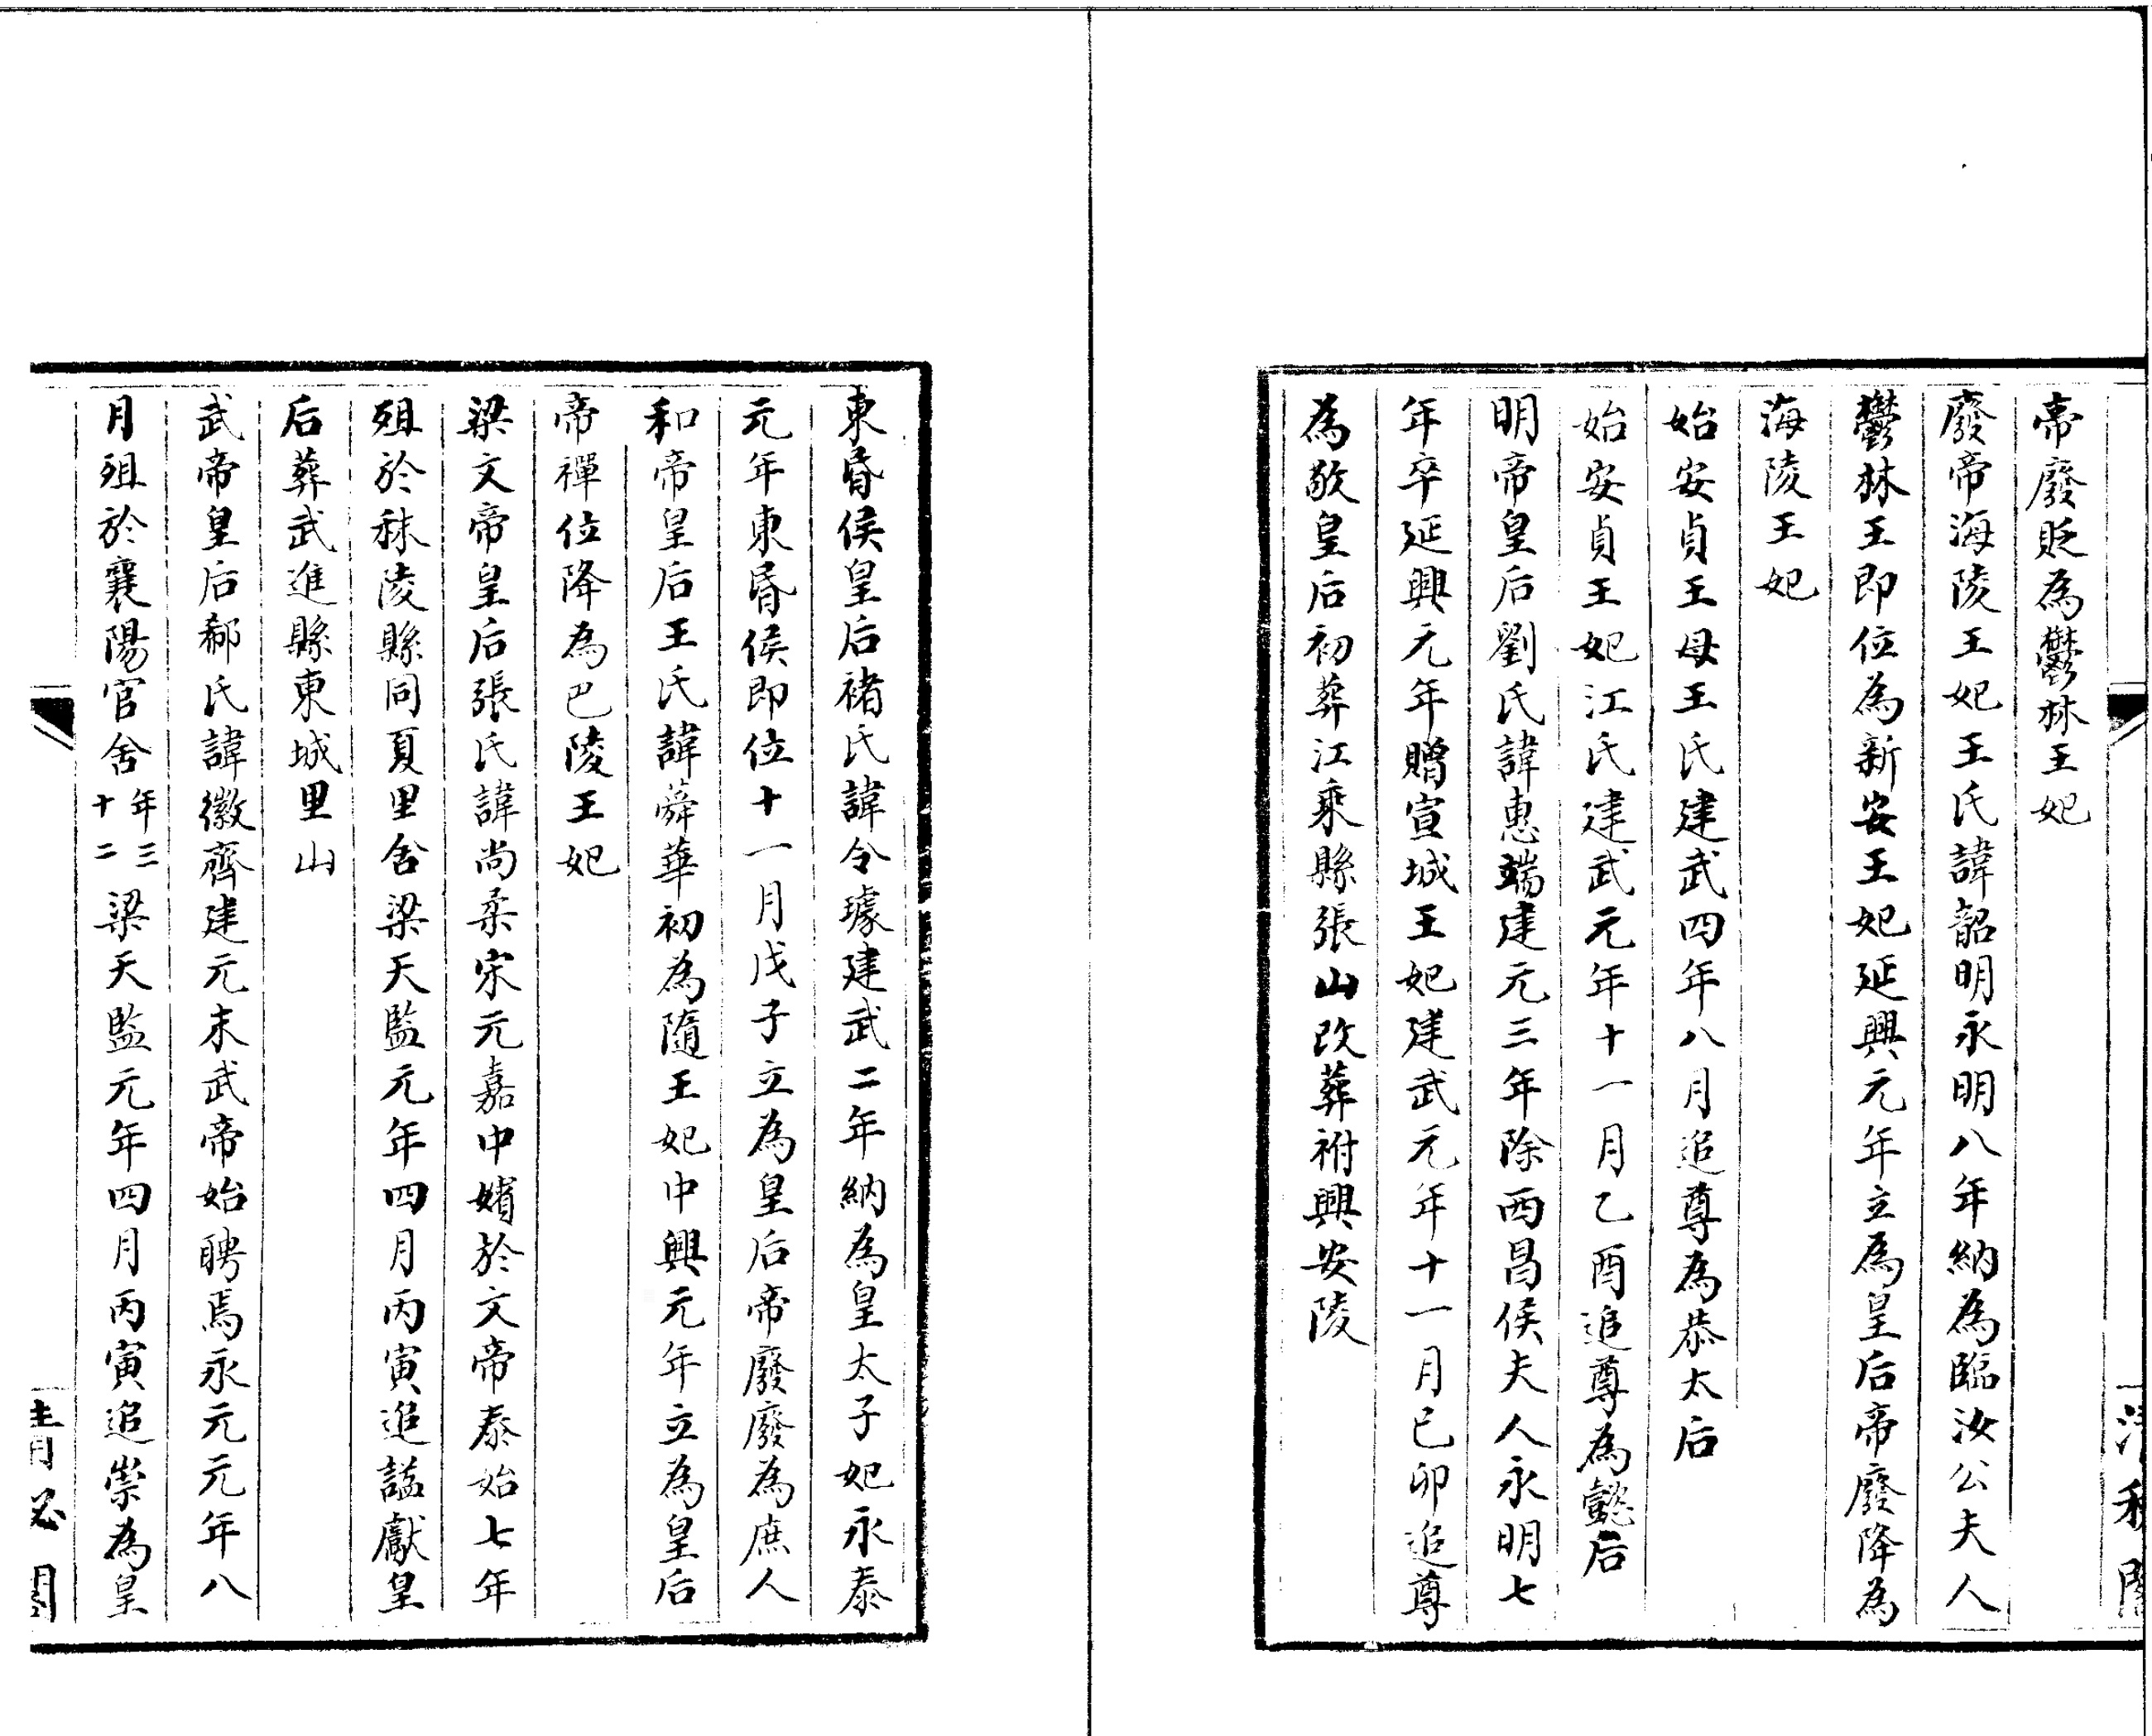 帝廢貶為鬱林王妃
廢帝海陵王妃王氏諱韶明永明八年納為臨汝公夫人
鬱林王即位為新安王妃延興元年立為皇后帝廢降為
海陵王妃
始安貞王母王氏建武四年八月追尊為恭太后
始安貞王妃江氏建武元年十一月乙酉追尊為懿后
明帝皇后劉氏諱惠端建元三年除西昌侯夫人永明七
年卒延興元年贈宣城王妃建武元年十一月已卯追尊
為敬皇后初葬江乘縣張山改葬祔興安陵
東昏侯皇后褚氏諱令璩建武二年納為皇太子妃永泰
元年東昏侯即位十一月戊子立為皇后帝廢廢為庶人
和帝皇后王氏諱蕣華初為隨王妃中興元年立為皇后
帝禪位降為巴陵王妃
梁文帝皇后張氏諱尚柔宋元嘉中嬪於文帝泰始七年
殂於秣陵縣同夏里舍梁天監元年四月丙寅追諡獻皇
后葬武進縣東城里山
武帝皇后郗氏諱徽齊建元末武帝始聘焉永元元年八
月殂於襄陽官舍年三十二梁天監元年四月丙寅追崇為皇